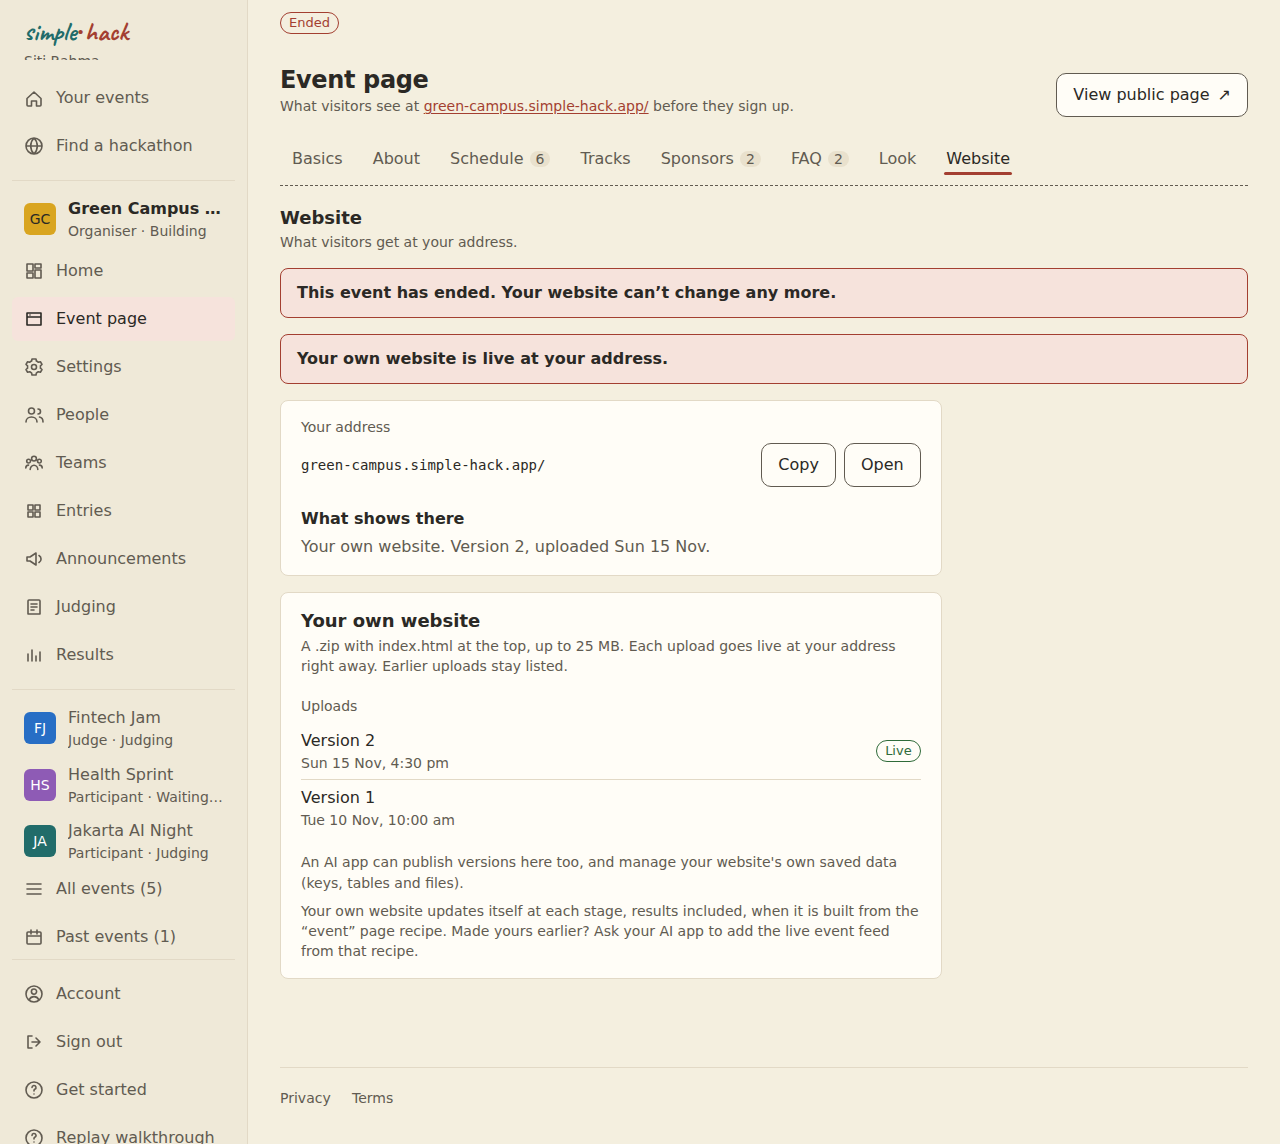 simple·hack
Siti Rahma
Your events
Find a hackathon
GC
Green Campus …
Organiser · Building
Home
Event page
Settings
People
Teams
Entries
Announcements
Judging
Results
FJ
Fintech Jam
Judge · Judging
HS
Health Sprint
Participant · Waiting…
JA
Jakarta AI Night
Participant · Judging
All events (5)
Past events (1)
Account
Sign out
Get started
Replay walkthrough
Ended
Event page
What visitors see at green-campus.simple-hack.app/ before they sign up.
View public page ↗
Basics About Schedule 6 Tracks Sponsors 2 FAQ 2 Look Website
Website
What visitors get at your address.
This event has ended. Your website can’t change any more.
Your own website is live at your address.
Your address
green-campus.simple-hack.app/
Copy Open
What shows there
Your own website. Version 2, uploaded Sun 15 Nov.
Your own website
A .zip with index.html at the top, up to 25 MB. Each upload goes live at your address
right away. Earlier uploads stay listed.
Uploads
Version 2
Sun 15 Nov, 4:30 pm
Live
Version 1
Tue 10 Nov, 10:00 am
An AI app can publish versions here too, and manage your website's own saved data
(keys, tables and files).
Your own website updates itself at each stage, results included, when it is built from the
“event” page recipe. Made yours earlier? Ask your AI app to add the live event feed
from that recipe.
Privacy Terms